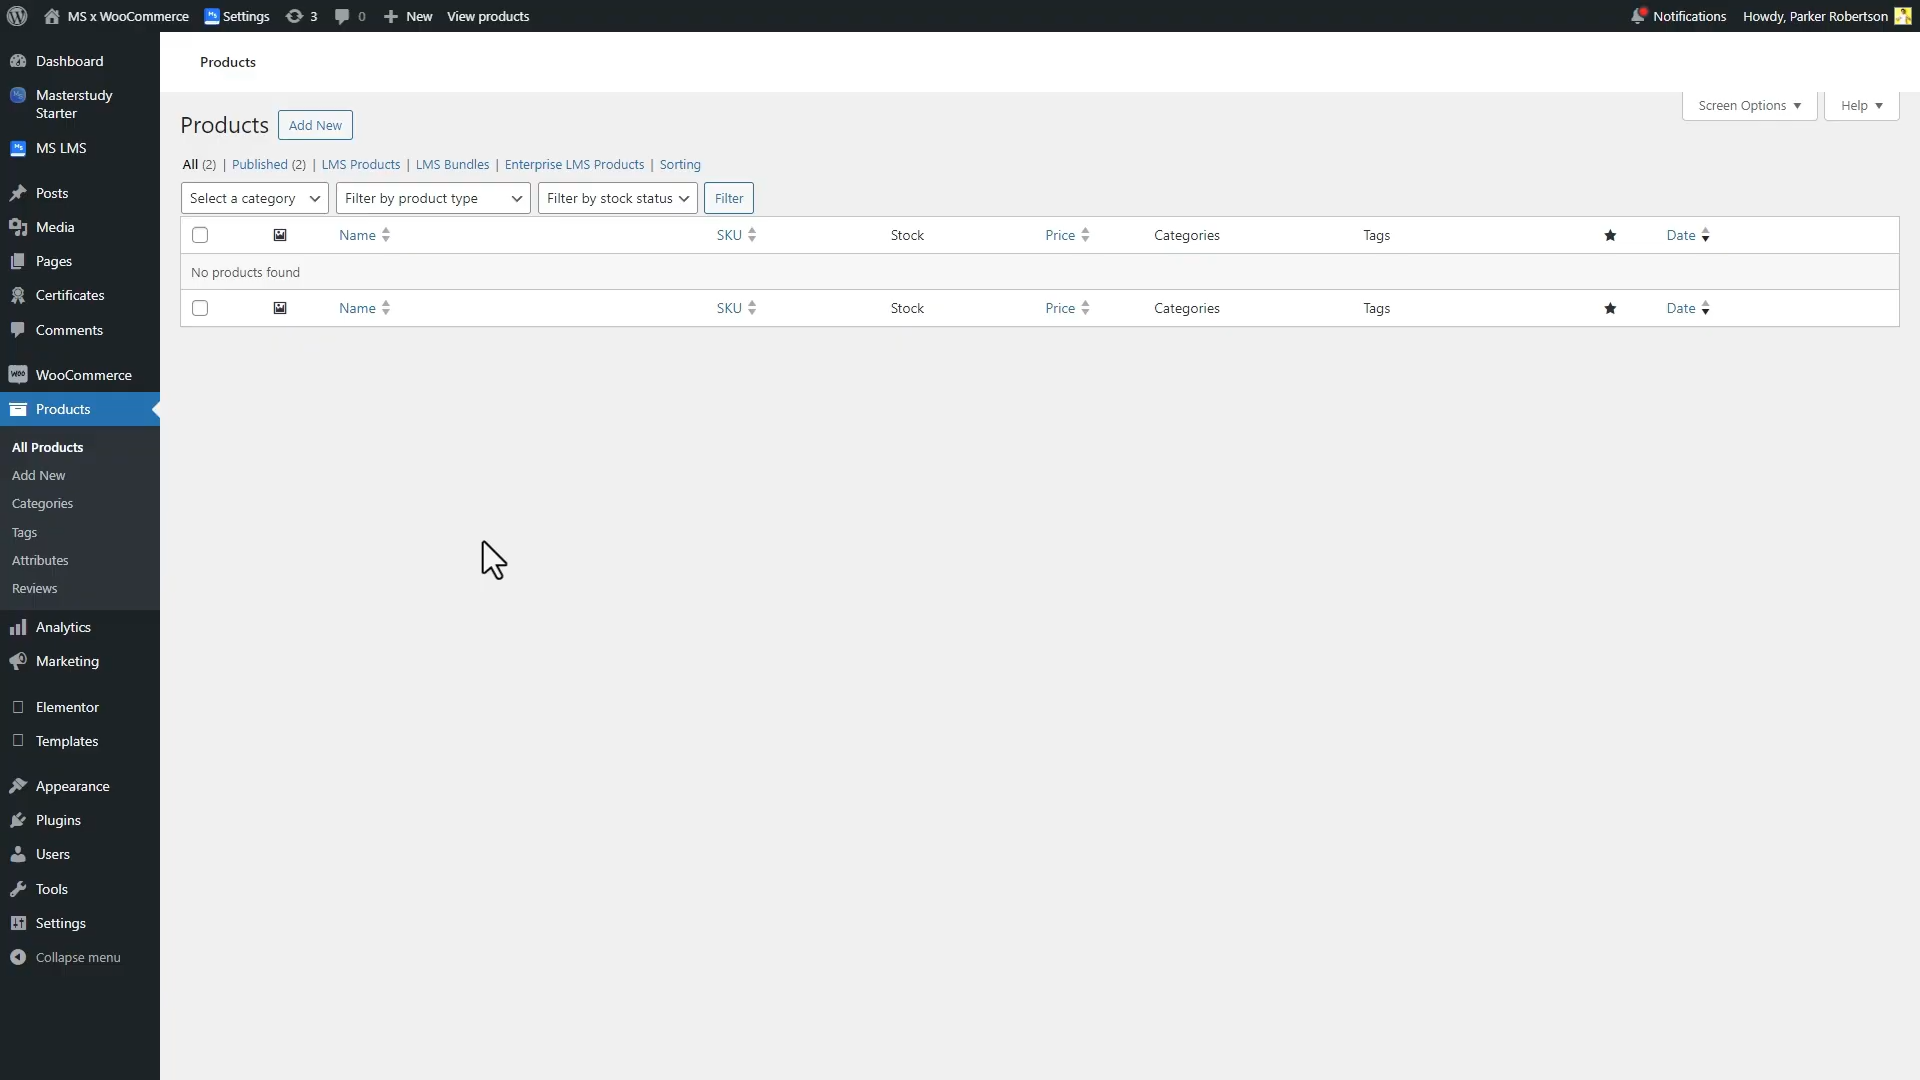 MS x WooCommerce Settings 3 0 New View products Notifications Howdy, Parker Robertson
Dashboard
Masterstudy
Starter
MS LMS
Posts
Media
Pages
Certificates
Comments
WooCommerce
Products
All Products
Add New
Categories
Tags
Attributes
Reviews
Analytics
Marketing
Elementor
Templates
Appearance
Plugins
Users
Tools
Settings
Collapse menu
Products
Screen Options Help
Products Add New
All (2) | Published (2) | LMS Products | LMS Bundles | Enterprise LMS Products | Sorting
Select a category Filter by product type Filter by stock status Filter
Name SKU Stock Price Categories Tags Date
No products found
Name SKU Stock Price Categories Tags Date